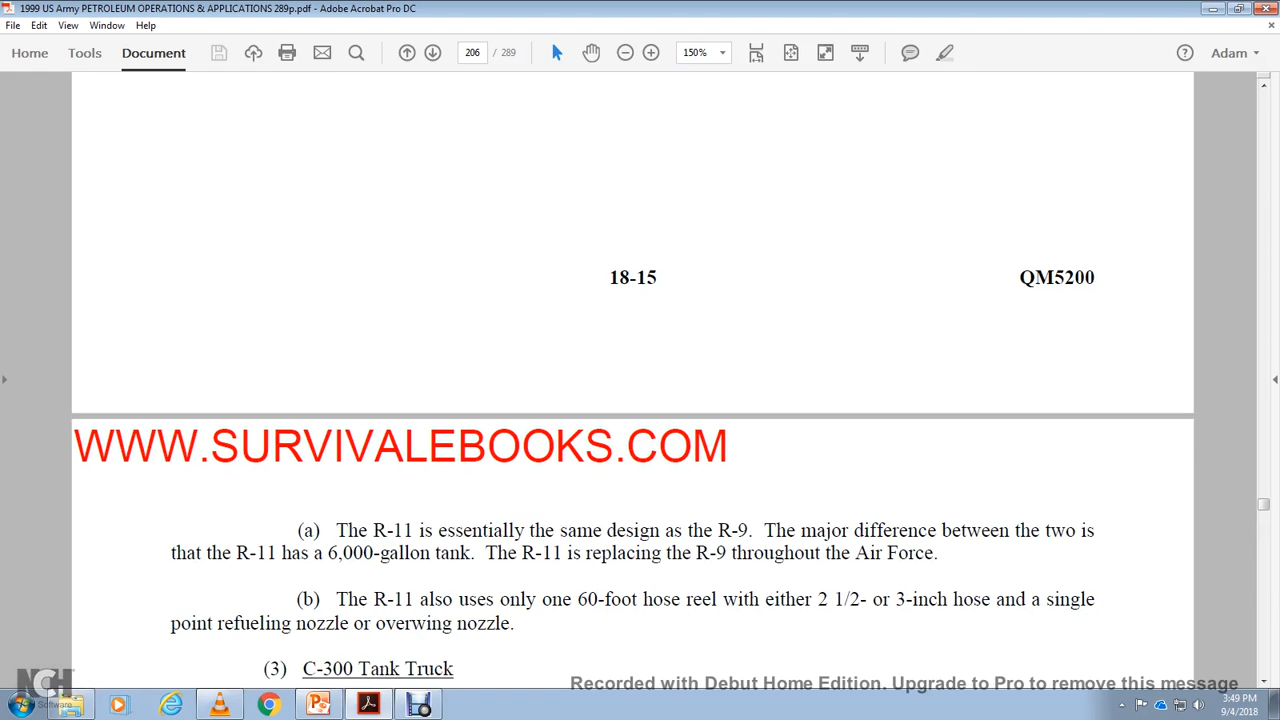 1999 US Army PETROLEUM OPERATIONS & APPLICATIONS 289p.pdf - Adobe Acrobat Pro DC
File Edit View Window Help
Home Tools Document 206 / 289 150% Adam
18-15 QM5200
WWW.SURVIVALEBOOKS.COM
(a) The R-11 is essentially the same design as the R-9. The major difference between the two is
that the R-11 has a 6,000-gallon tank. The R-11 is replacing the R-9 throughout the Air Force.
(b) The R-11 also uses only one 60-foot hose reel with either 2 1/2- or 3-inch hose and a single
point refueling nozzle or overwing nozzle.
(3) C-300 Tank Truck
NCH Software
Recorded with Debut Home Edition. Upgrade to Pro to remove this message
3:49 PM
9/4/2018